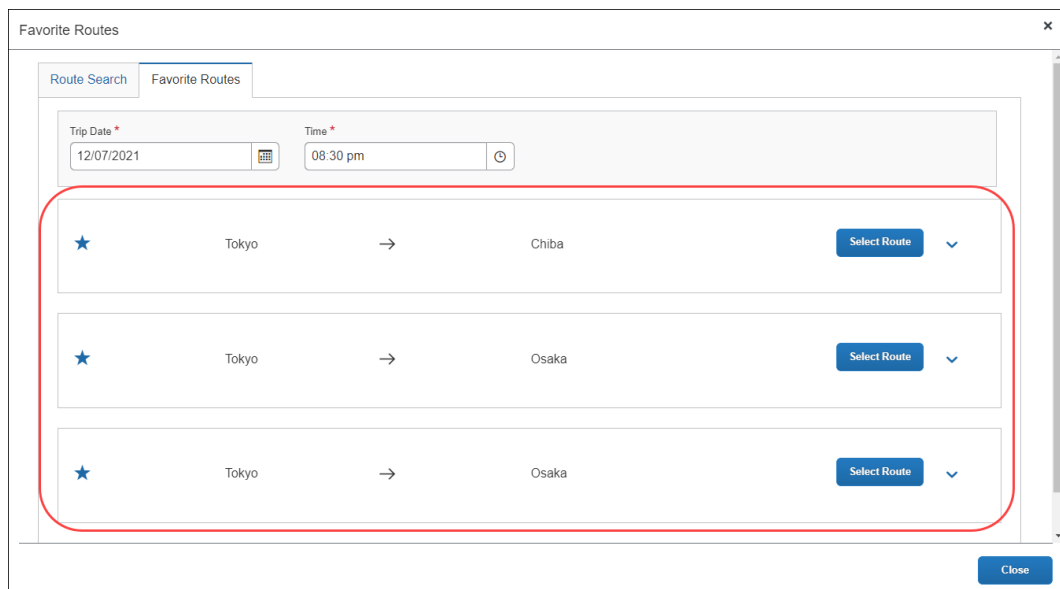 Favorite Routes
Route Search Favorite Routes
Trip Date * Time *
12/07/2021 08:30 pm
Tokyo → Chiba Select Route
Tokyo → Osaka Select Route
Tokyo → Osaka Select Route
Close